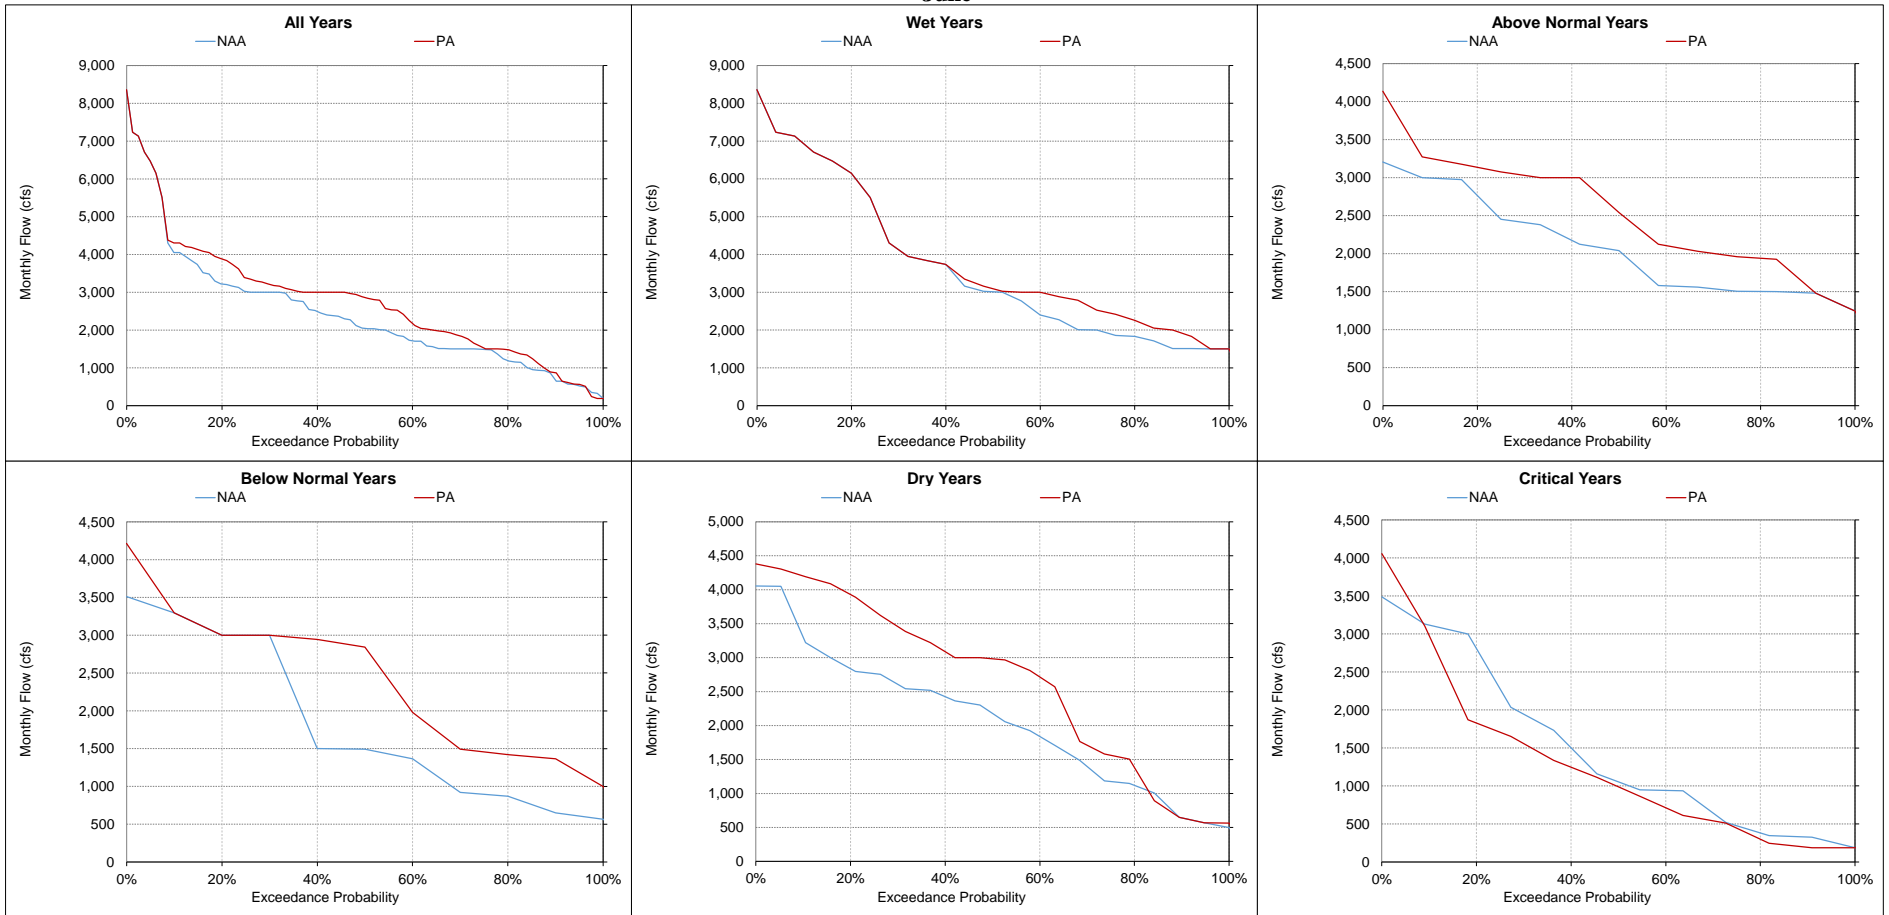 All Years
NAA PA
9,000
8,000
7,000
6,000
5,000
4,000
3,000
2,000
1,000
0
Monthly Flow (cfs)
0% 20% 40% 60% 80% 100%
Exceedance Probability
Wet Years
NAA PA
9,000
8,000
7,000
6,000
5,000
4,000
3,000
2,000
1,000
0
Monthly Flow (cfs)
0% 20% 40% 60% 80% 100%
Exceedance Probability
Above Normal Years
NAA PA
4,500
4,000
3,500
3,000
2,500
2,000
1,500
1,000
500
0
Monthly Flow (cfs)
0% 20% 40% 60% 80% 100%
Exceedance Probability
Below Normal Years
NAA PA
4,500
4,000
3,500
3,000
2,500
2,000
1,500
1,000
500
0
Monthly Flow (cfs)
0% 20% 40% 60% 80% 100%
Exceedance Probability
Dry Years
NAA PA
5,000
4,500
4,000
3,500
3,000
2,500
2,000
1,500
1,000
500
0
Monthly Flow (cfs)
0% 20% 40% 60% 80% 100%
Exceedance Probability
Critical Years
NAA PA
4,500
4,000
3,500
3,000
2,500
2,000
1,500
1,000
500
0
Monthly Flow (cfs)
0% 20% 40% 60% 80% 100%
Exceedance Probability